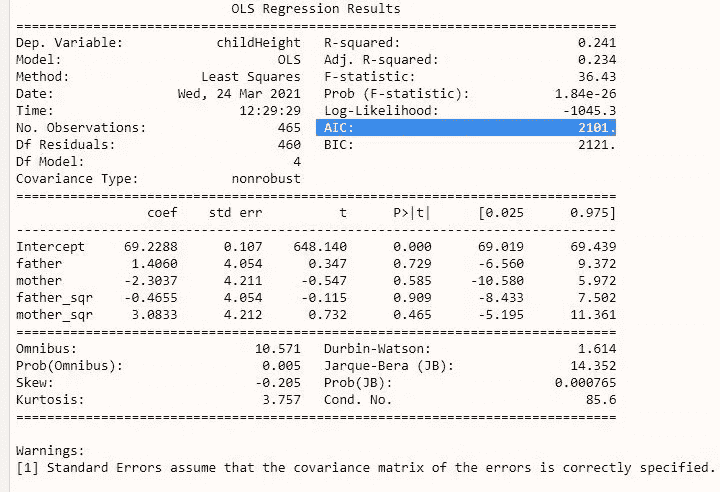 OLS Regression Results
==============================================================================
Dep. Variable: childHeight R-squared: 0.241
Model: OLS Adj. R-squared: 0.234
Method: Least Squares F-statistic: 36.43
Date: Wed, 24 Mar 2021 Prob (F-statistic): 1.84e-26
Time: 12:29:29 Log-Likelihood: -1045.3
No. Observations: 465 AIC: 2101.
Df Residuals: 460 BIC: 2121.
Df Model: 4
Covariance Type: nonrobust
==============================================================================
coef std err t P>|t| [0.025 0.975]
------------------------------------------------------------------------------
Intercept 69.2288 0.107 648.140 0.000 69.019 69.439
father 1.4060 4.054 0.347 0.729 -6.560 9.372
mother -2.3037 4.211 -0.547 0.585 -10.580 5.972
father_sqr -0.4655 4.054 -0.115 0.909 -8.433 7.502
mother_sqr 3.0833 4.212 0.732 0.465 -5.195 11.361
==============================================================================
Omnibus: 10.571 Durbin-Watson: 1.614
Prob(Omnibus): 0.005 Jarque-Bera (JB): 14.352
Skew: -0.205 Prob(JB): 0.000765
Kurtosis: 3.757 Cond. No. 85.6
==============================================================================
Warnings:
[1] Standard Errors assume that the covariance matrix of the errors is correctly specified.